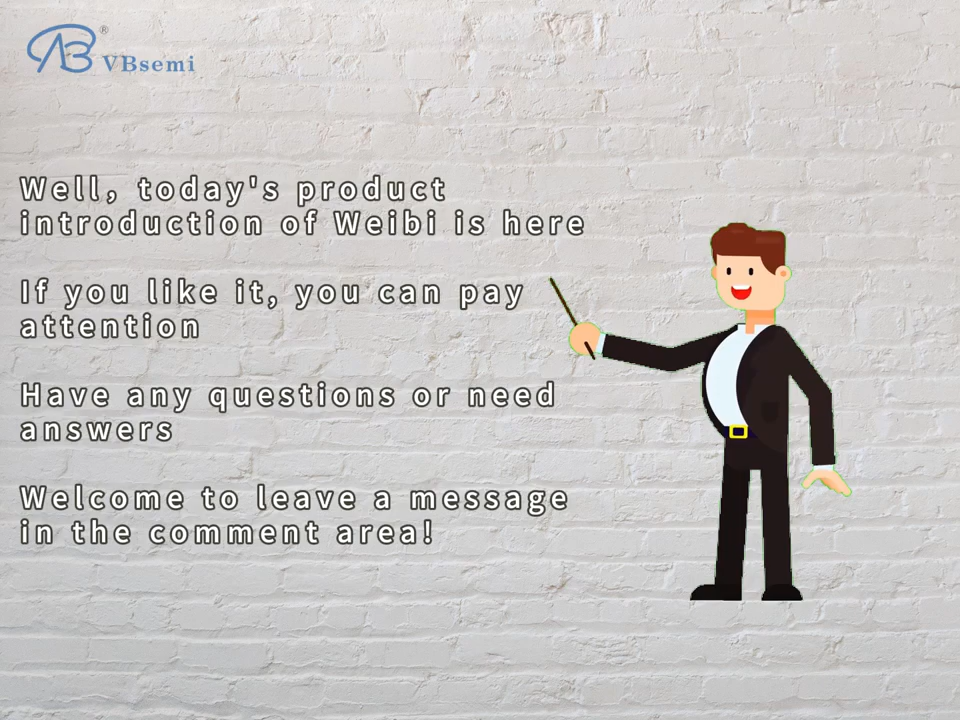 VBsemi
Well, today's product
introduction of Weibi is here
If you like it, you can pay
attention
Have any questions or need
answers
Welcome to leave a message
in the comment area!